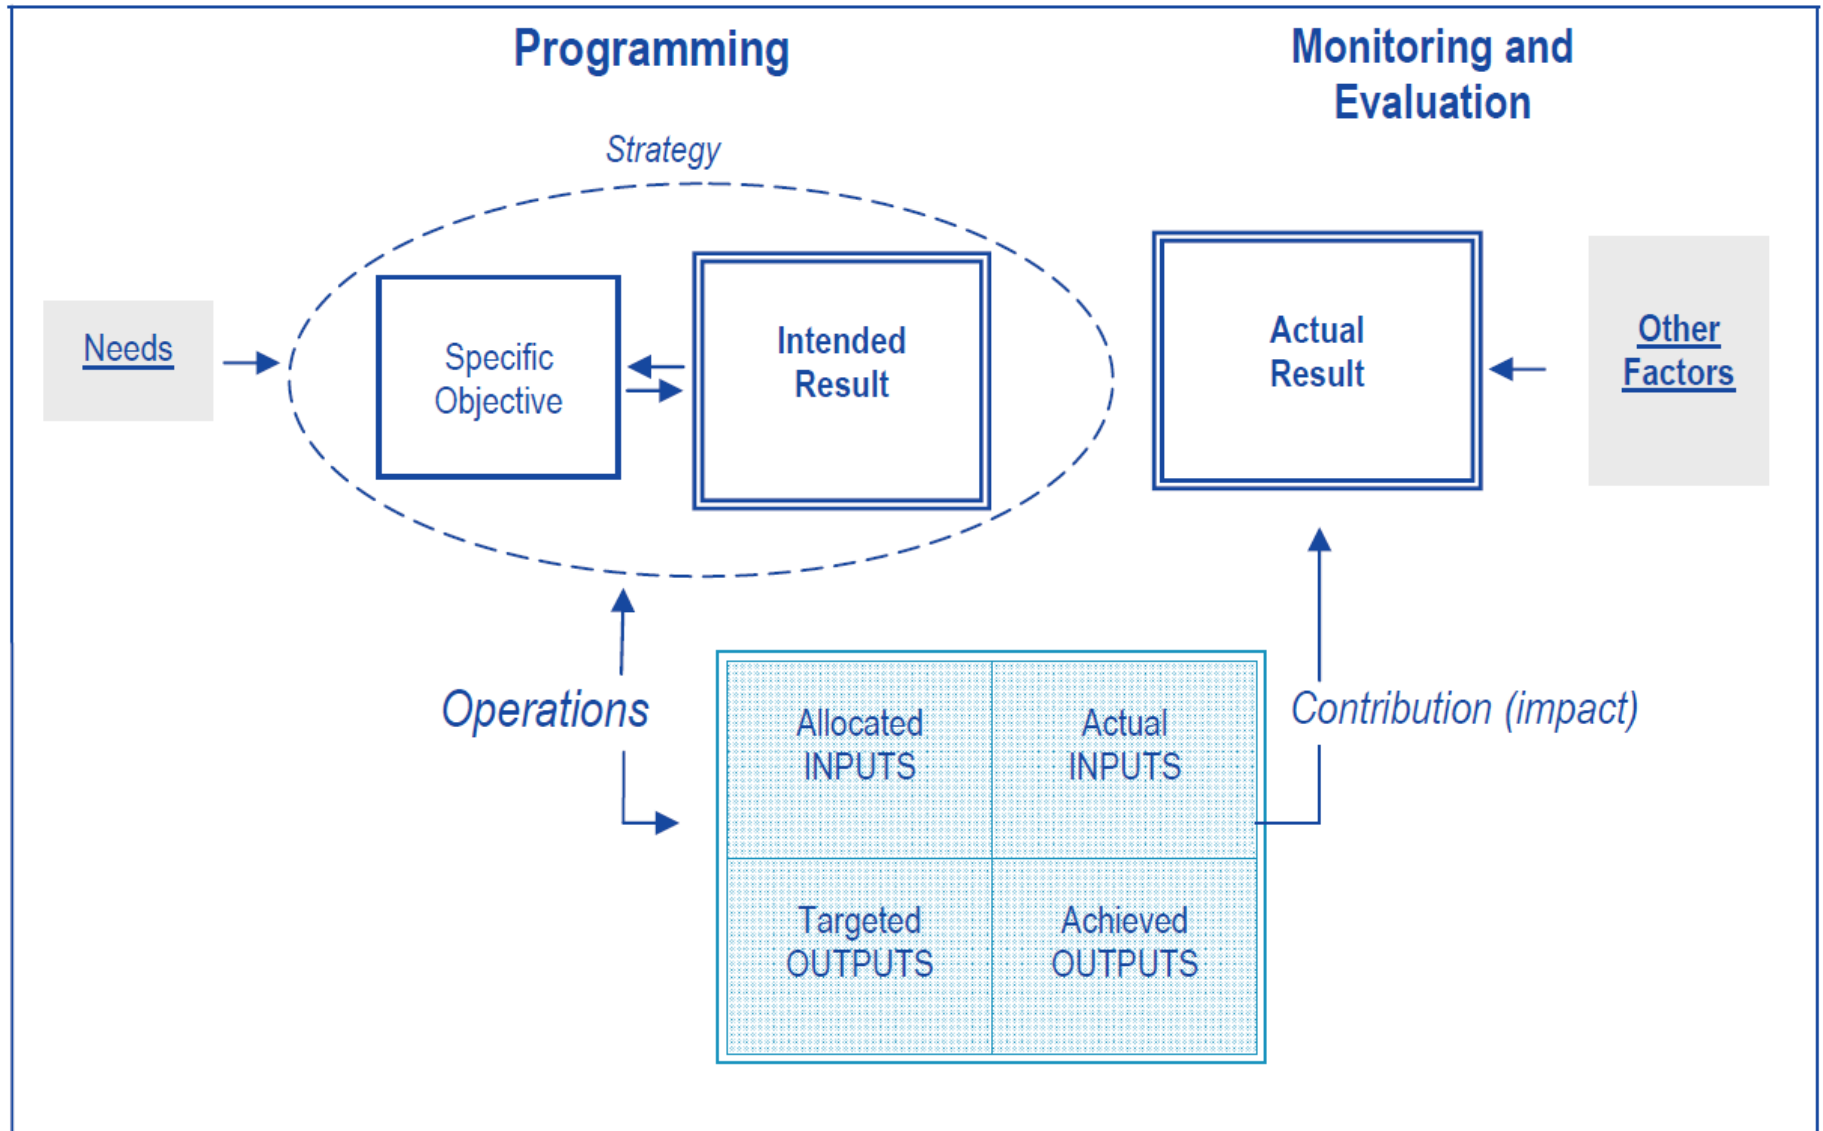 Programming
Monitoring and
Evaluation
Strategy
Needs
Specific
Objective
Intended
Result
Actual
Result
Other
Factors
Operations
Allocated
INPUTS
Actual
INPUTS
Contribution (impact)
Targeted
OUTPUTS
Achieved
OUTPUTS